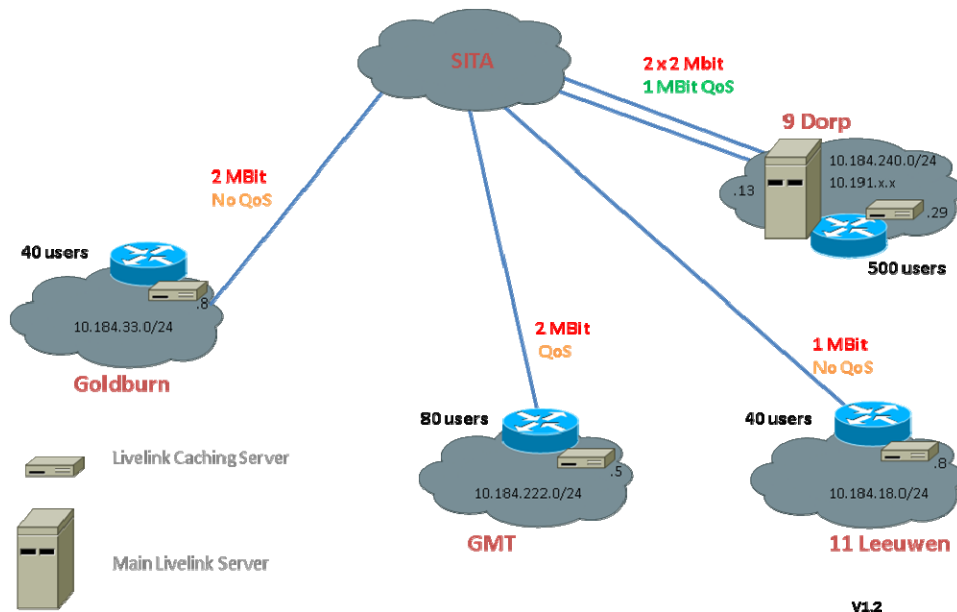 SITA
2 x 2 Mbit
1 MBit QoS
9 Dorp
10.184.240.0/24
10.191.x.x
.13
.29
500 users
2 MBit
No QoS
40 users
.8
10.184.33.0/24
Goldburn
2 MBit
QoS
80 users
.5
10.184.222.0/24
GMT
1 MBit
No QoS
40 users
.8
10.184.18.0/24
11 Leeuwen
Livelink Caching Server
Main Livelink Server
V1.2